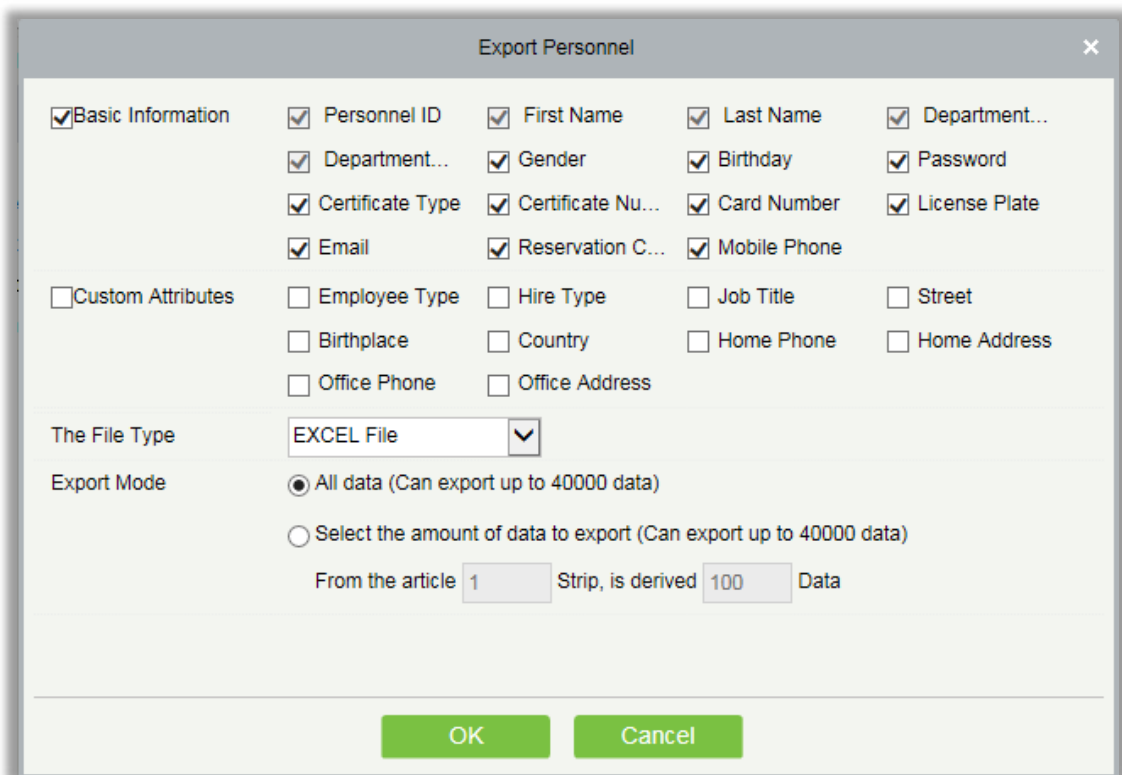 Export Personnel
Basic Information Personnel ID First Name Last Name Department...
Department... Gender Birthday Password
Certificate Type Certificate Nu... Card Number License Plate
Email Reservation C... Mobile Phone
Custom Attributes Employee Type Hire Type Job Title Street
Birthplace Country Home Phone Home Address
Office Phone Office Address
The File Type EXCEL File
Export Mode All data (Can export up to 40000 data)
Select the amount of data to export (Can export up to 40000 data)
From the article 1 Strip, is derived 100 Data
OK Cancel